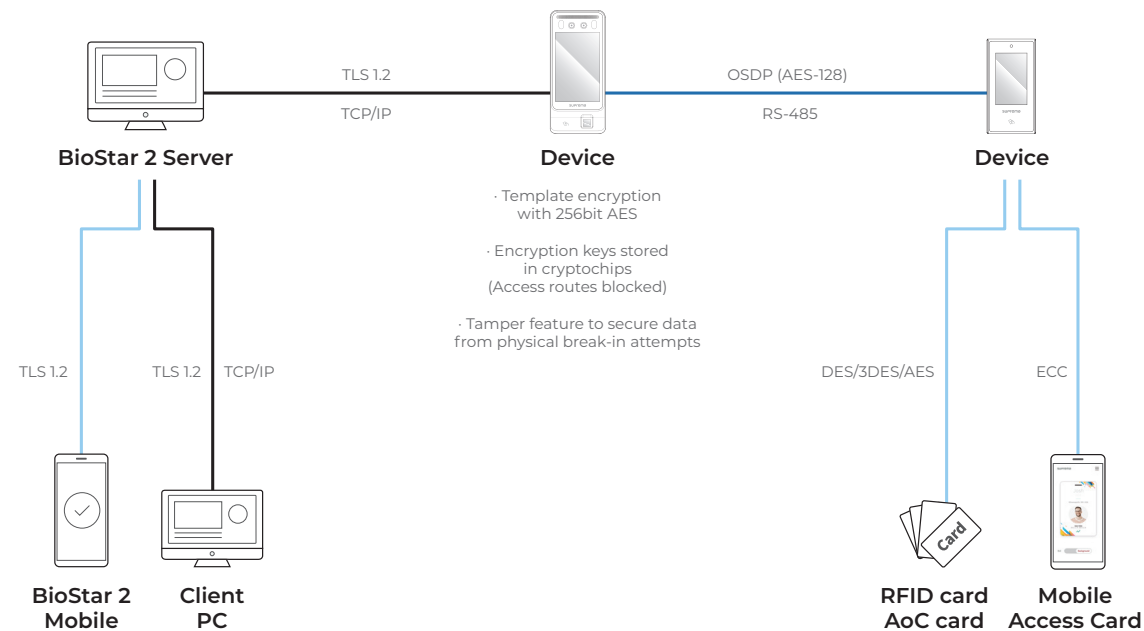 TLS 1.2
TCP/IP
OSDP (AES-128)
RS-485
suprema
suprema
BioStar 2 Server
Device
Device
· Template encryption
with 256bit AES
· Encryption keys stored
in cryptochips
(Access routes blocked)
· Tamper feature to secure data
from physical break-in attempts
TLS 1.2
TLS 1.2
TCP/IP
DES/3DES/AES
ECC
suprema
Card
BioStar 2
Mobile
Client
PC
RFID card
AoC card
Mobile
Access Card